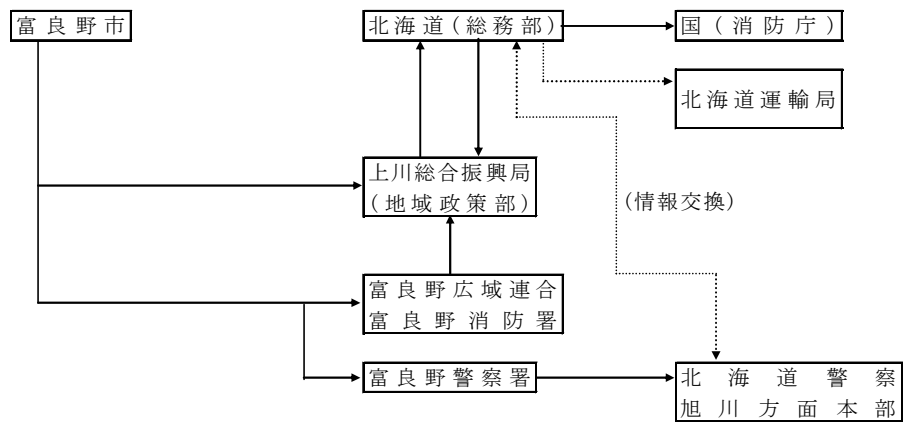 富良野市
北海道(総務部)
国(消防庁)
北海道運輸局
上川総合振興局
(地域政策部)
(情報交換)
富良野広域連合
富良野消防署
富良野警察署
北海道警察
旭川方面本部